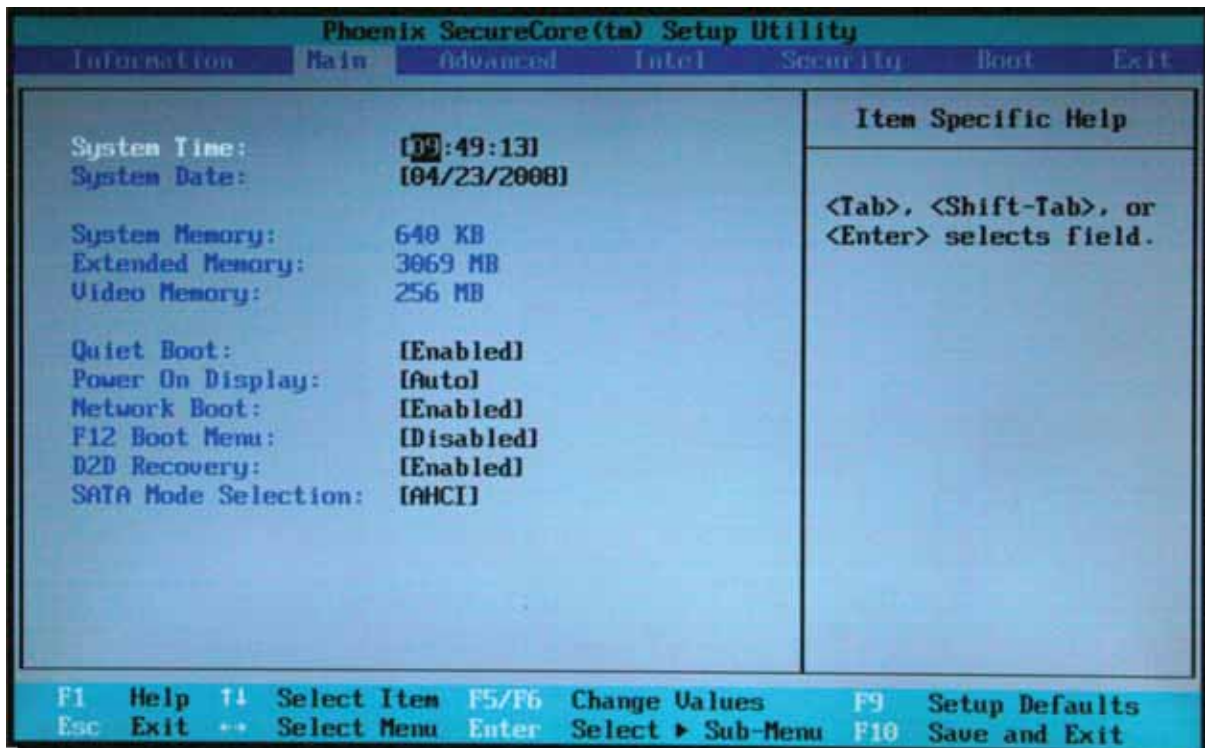 Phoenix SecureCore(tm) Setup Utility
Information Main Advanced Intel Security Boot Exit
Item Specific Help
System Time: [09:49:13]
System Date: [04/23/2008]
<Tab>, <Shift-Tab>, or
<Enter> selects field.
System Memory: 640 KB
Extended Memory: 3069 MB
Video Memory: 256 MB
Quiet Boot: [Enabled]
Power On Display: [Auto]
Network Boot: [Enabled]
F12 Boot Menu: [Disabled]
D2D Recovery: [Enabled]
SATA Mode Selection: [AHCI]
F1 Help ↑↓ Select Item F5/F6 Change Values F9 Setup Defaults
Esc Exit ←→ Select Menu Enter Select ▶ Sub-Menu F10 Save and Exit